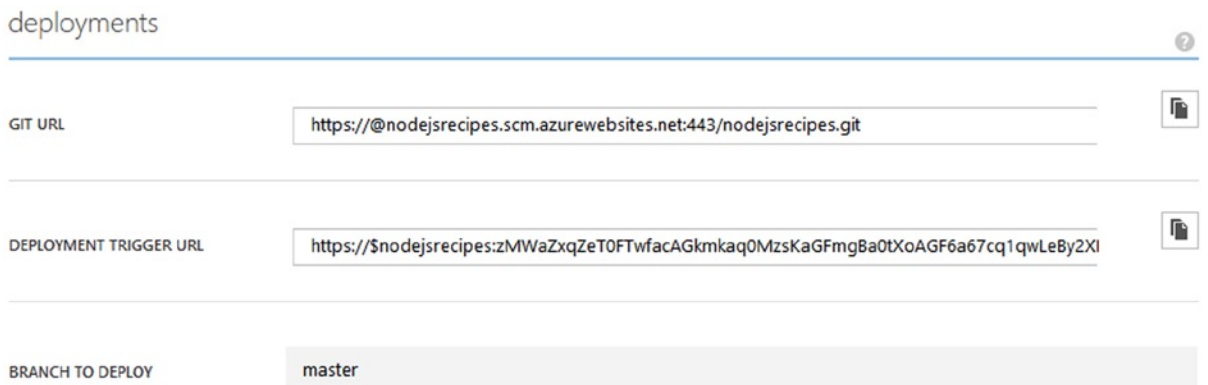 deployments
?
GIT URL
https://@nodejsrecipes.scm.azurewebsites.net:443/nodejsrecipes.git
DEPLOYMENT TRIGGER URL
https://$nodejsrecipes:zMWaZxqZeT0FTwfacAGkmkaq0MzsKaGFmgBa0tXoAGF6a67cq1qwLeBy2X
BRANCH TO DEPLOY
master